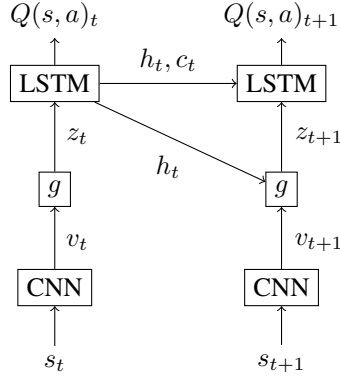 Q(s, a)_t Q(s, a)_{t+1}
LSTM h_t, c_t LSTM
z_t h_t z_{t+1}
g g
v_t v_{t+1}
CNN CNN
s_t s_{t+1}